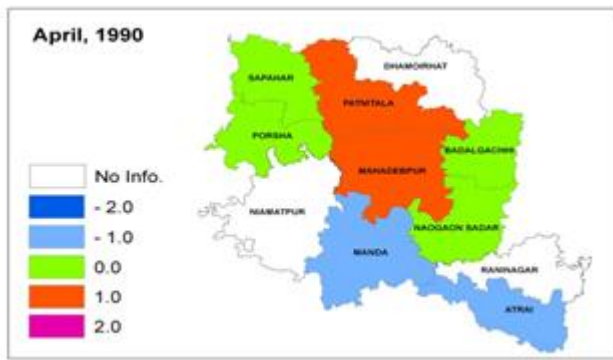 April, 1990
DHAMOIRHAT
SAPAHAR
PATNITALA
PORSHA
BADALGACHHI
MAHADEBPUR
NIAMATPUR
NAOGAON SADAR
MANDA
RANINAGAR
ATRAI
No Info.
- 2.0
- 1.0
0.0
1.0
2.0